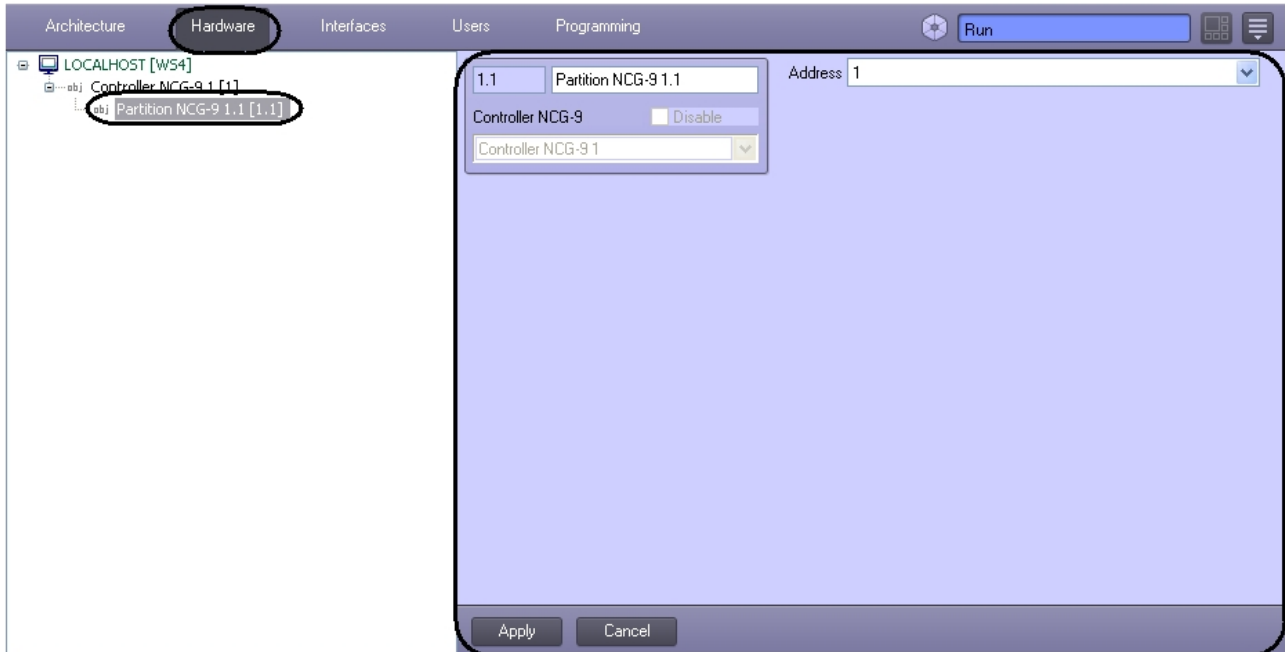 Architecture Hardware Interfaces Users Programming Run
LOCALHOST [WS4]
obj Controller NCG-9 1 [1]
obj Partition NCG-9 1.1 [1.1]
1.1 Partition NCG-9 1.1
Address 1
Controller NCG-9 Disable
Controller NCG-9 1
Apply Cancel